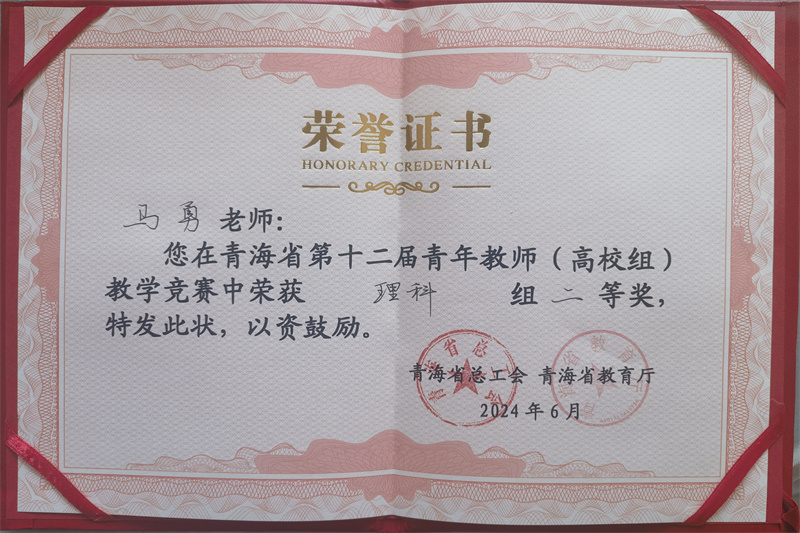 荣誉证书
HONORARY CREDENTIAL
马勇老师:
您在青海省第十二届青年教师（高校组）
教学竞赛中荣获 理科 组 二 等奖，
特发此状，以资鼓励。
青海省总工会 青海省教育厅
2024年6月